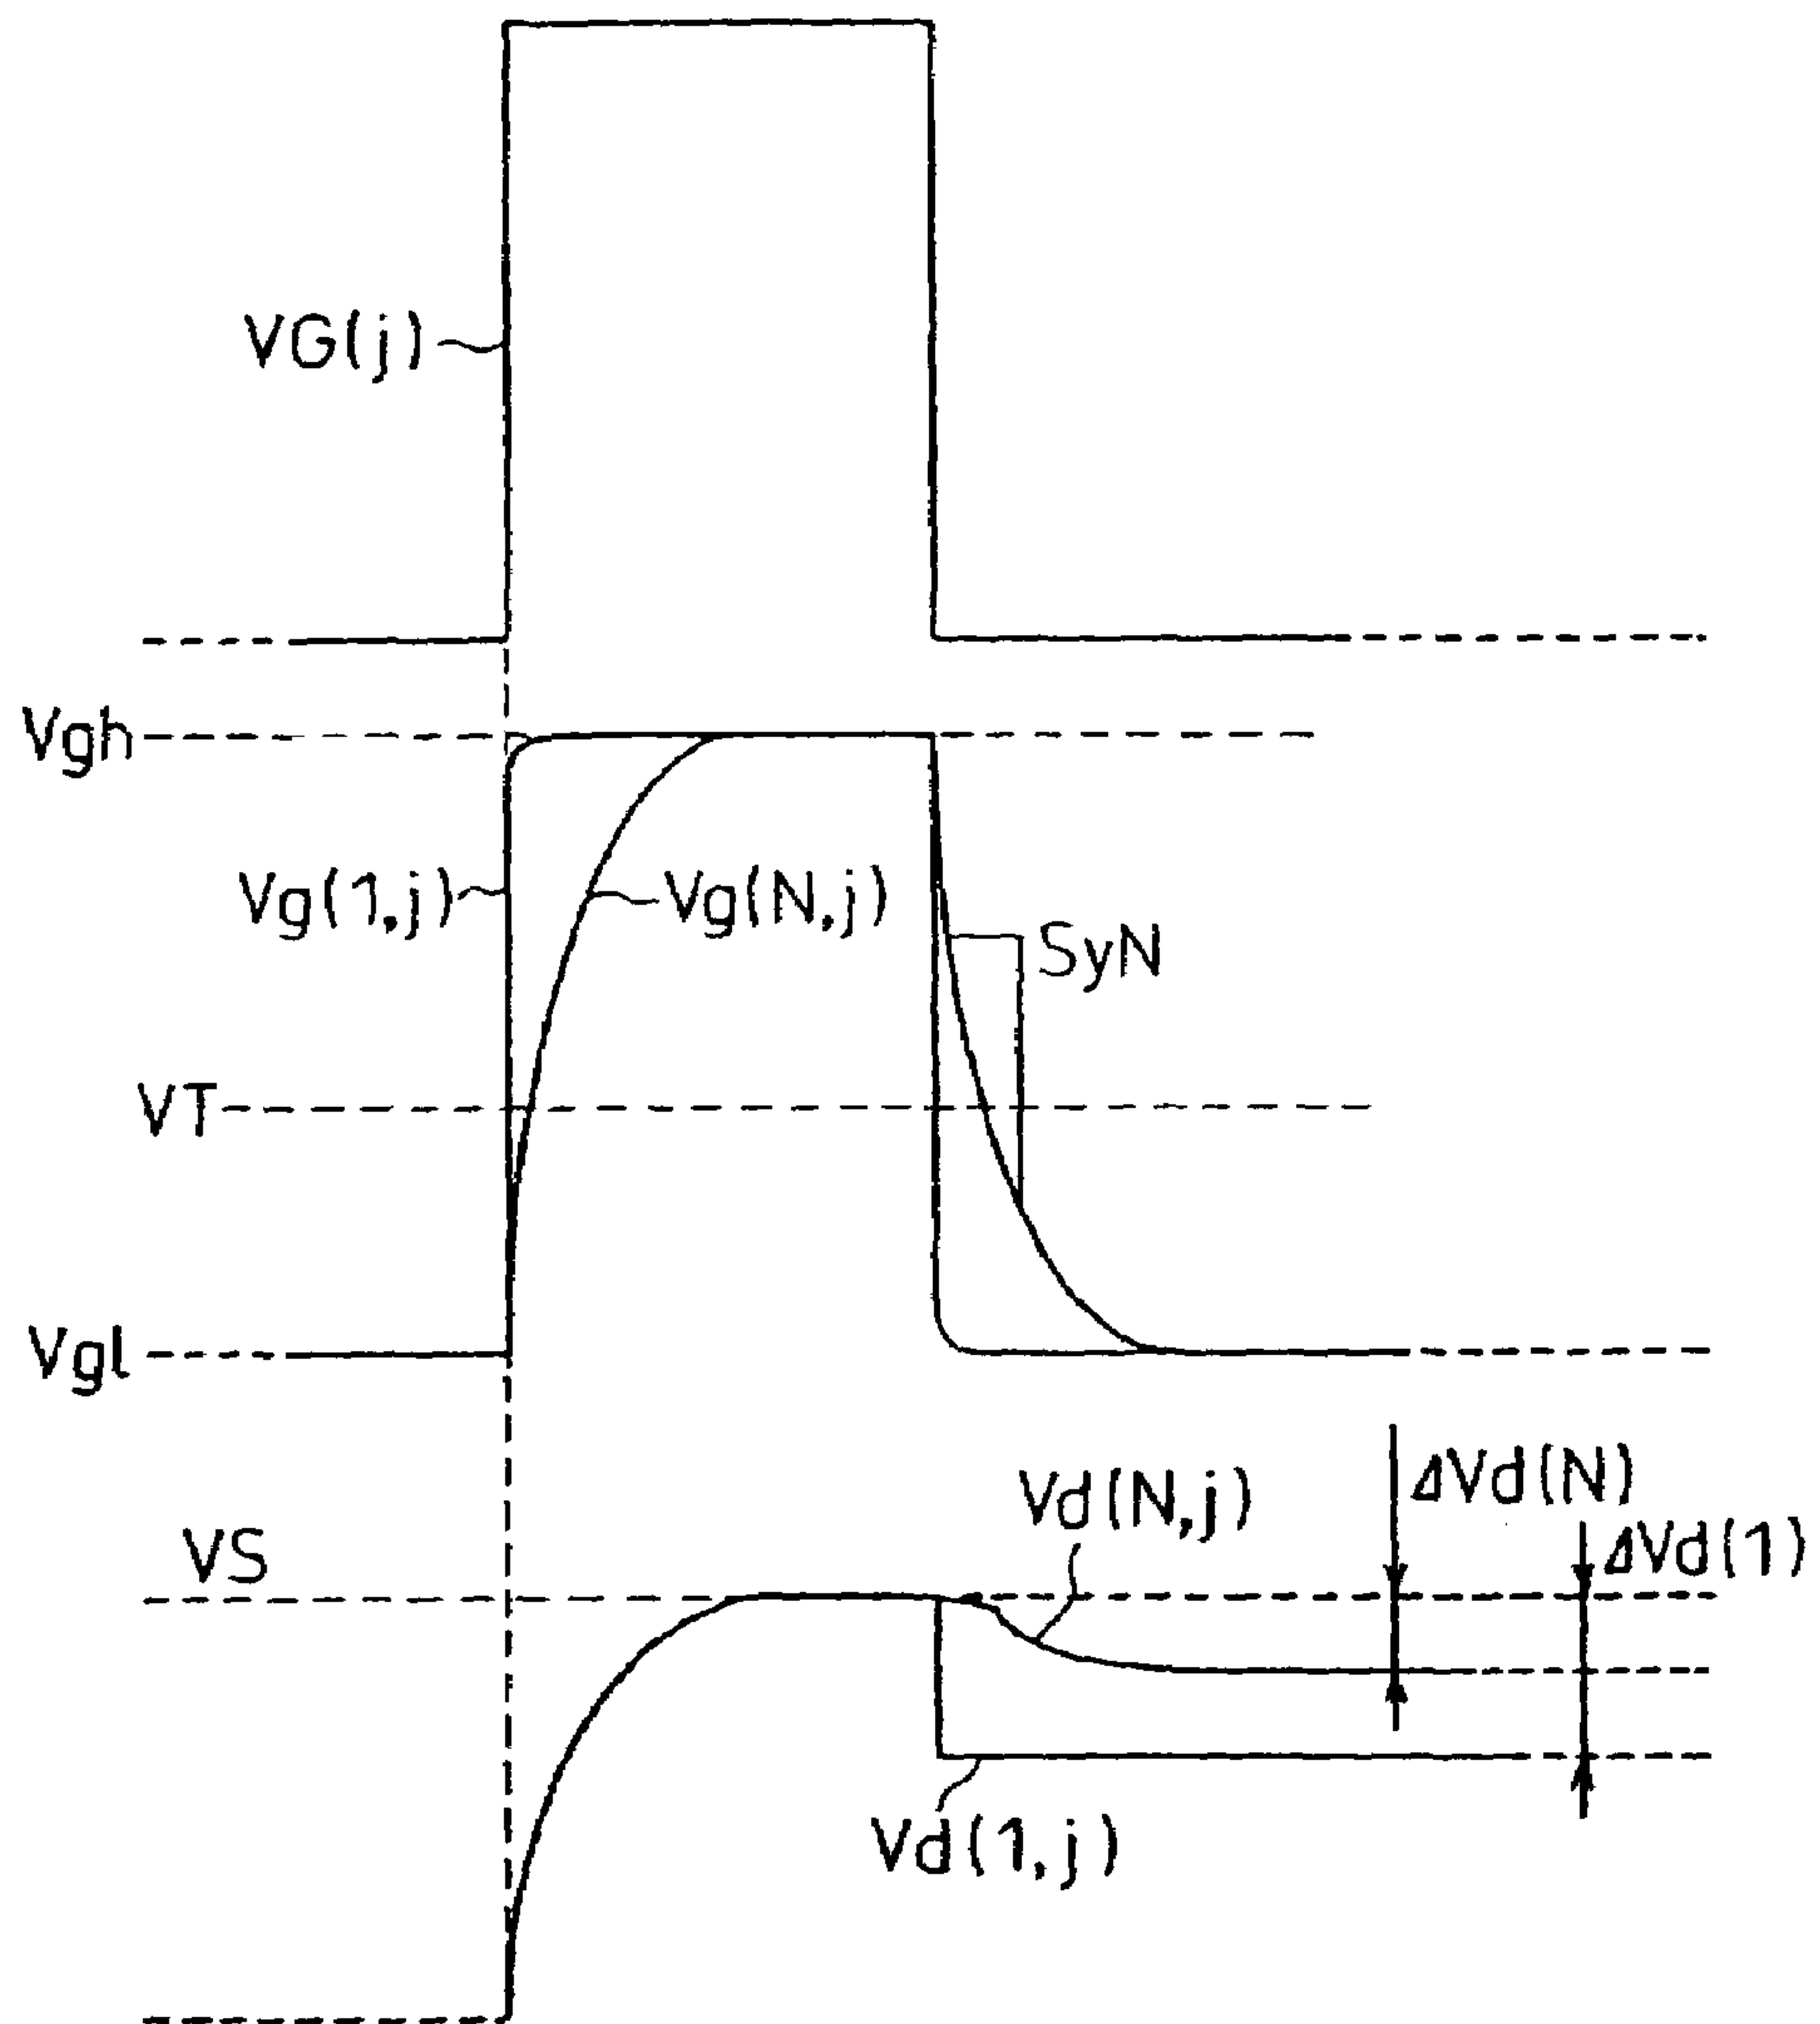 VG(j)
Vgh
Vg(1,j)
Vg(N,j)
SyN
VT
Vgl
Vd(N,j)
ΔVd(N)
VS
ΔVd(1)
Vd(1,j)